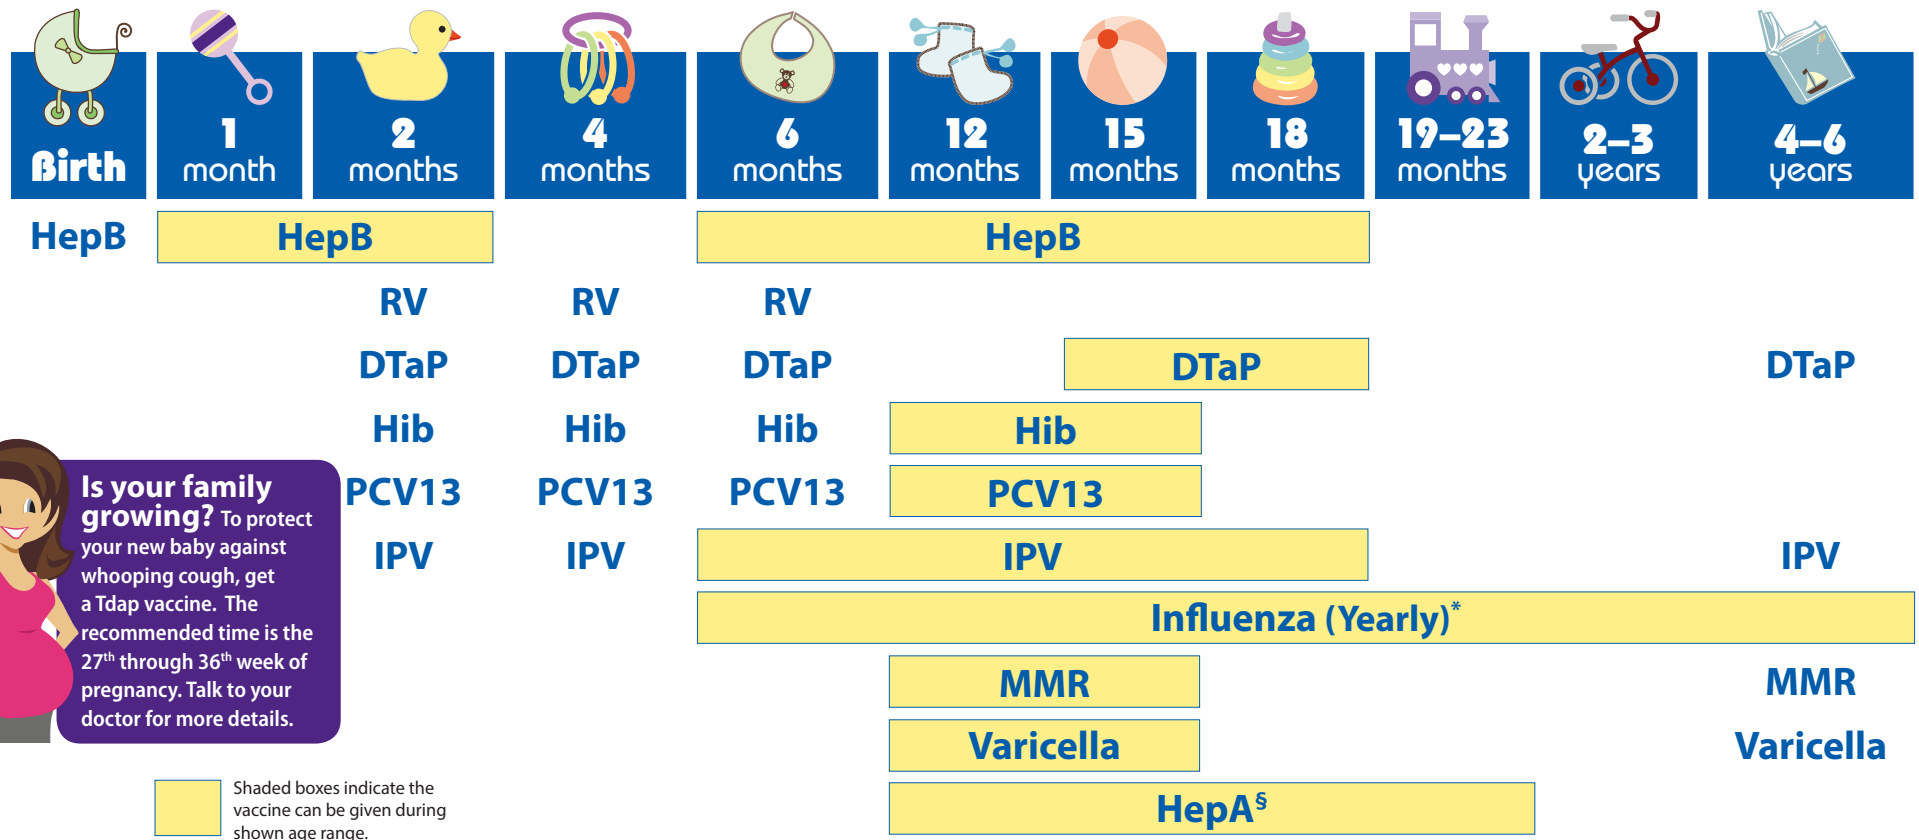 Birth
1
month
2
months
4
months
6
months
12
months
15
months
18
months
19–23
months
2–3
years
4–6
years
HepB HepB HepB
RV RV RV
DTaP DTaP DTaP DTaP DTaP
Hib Hib Hib Hib
PCV13 PCV13 PCV13 PCV13
IPV IPV IPV IPV
Influenza (Yearly)*
MMR MMR
Varicella Varicella
HepA§
Is your family
growing? To protect
your new baby against
whooping cough, get
a Tdap vaccine. The
recommended time is the
27th through 36th week of
pregnancy. Talk to your
doctor for more details.
Shaded boxes indicate the
vaccine can be given during
shown age range.